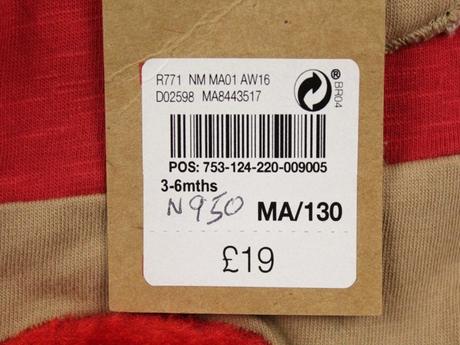 R771 NM MA01 AW16
D02598 MA8443517
® BR04
POS: 753-124-220-009005
3-6mths
N950 MA/130
£19